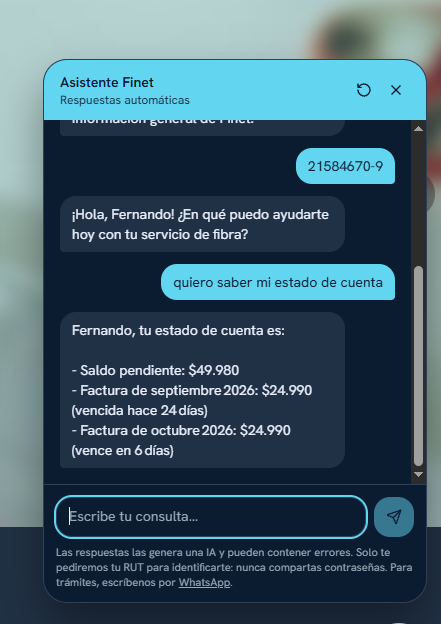 Asistente Finet
Respuestas automáticas
información general de Finet.
21584670-9
¡Hola, Fernando! ¿En qué puedo ayudarte
hoy con tu servicio de fibra?
quiero saber mi estado de cuenta
Fernando, tu estado de cuenta es:
- Saldo pendiente: $49.980
- Factura de septiembre 2026: $24.990
(vencida hace 24 días)
- Factura de octubre 2026: $24.990
(vence en 6 días)
Escribe tu consulta...
Las respuestas las genera una IA y pueden contener errores. Solo te
pediremos tu RUT para identificarte: nunca compartas contraseñas. Para
trámites, escríbenos por WhatsApp.